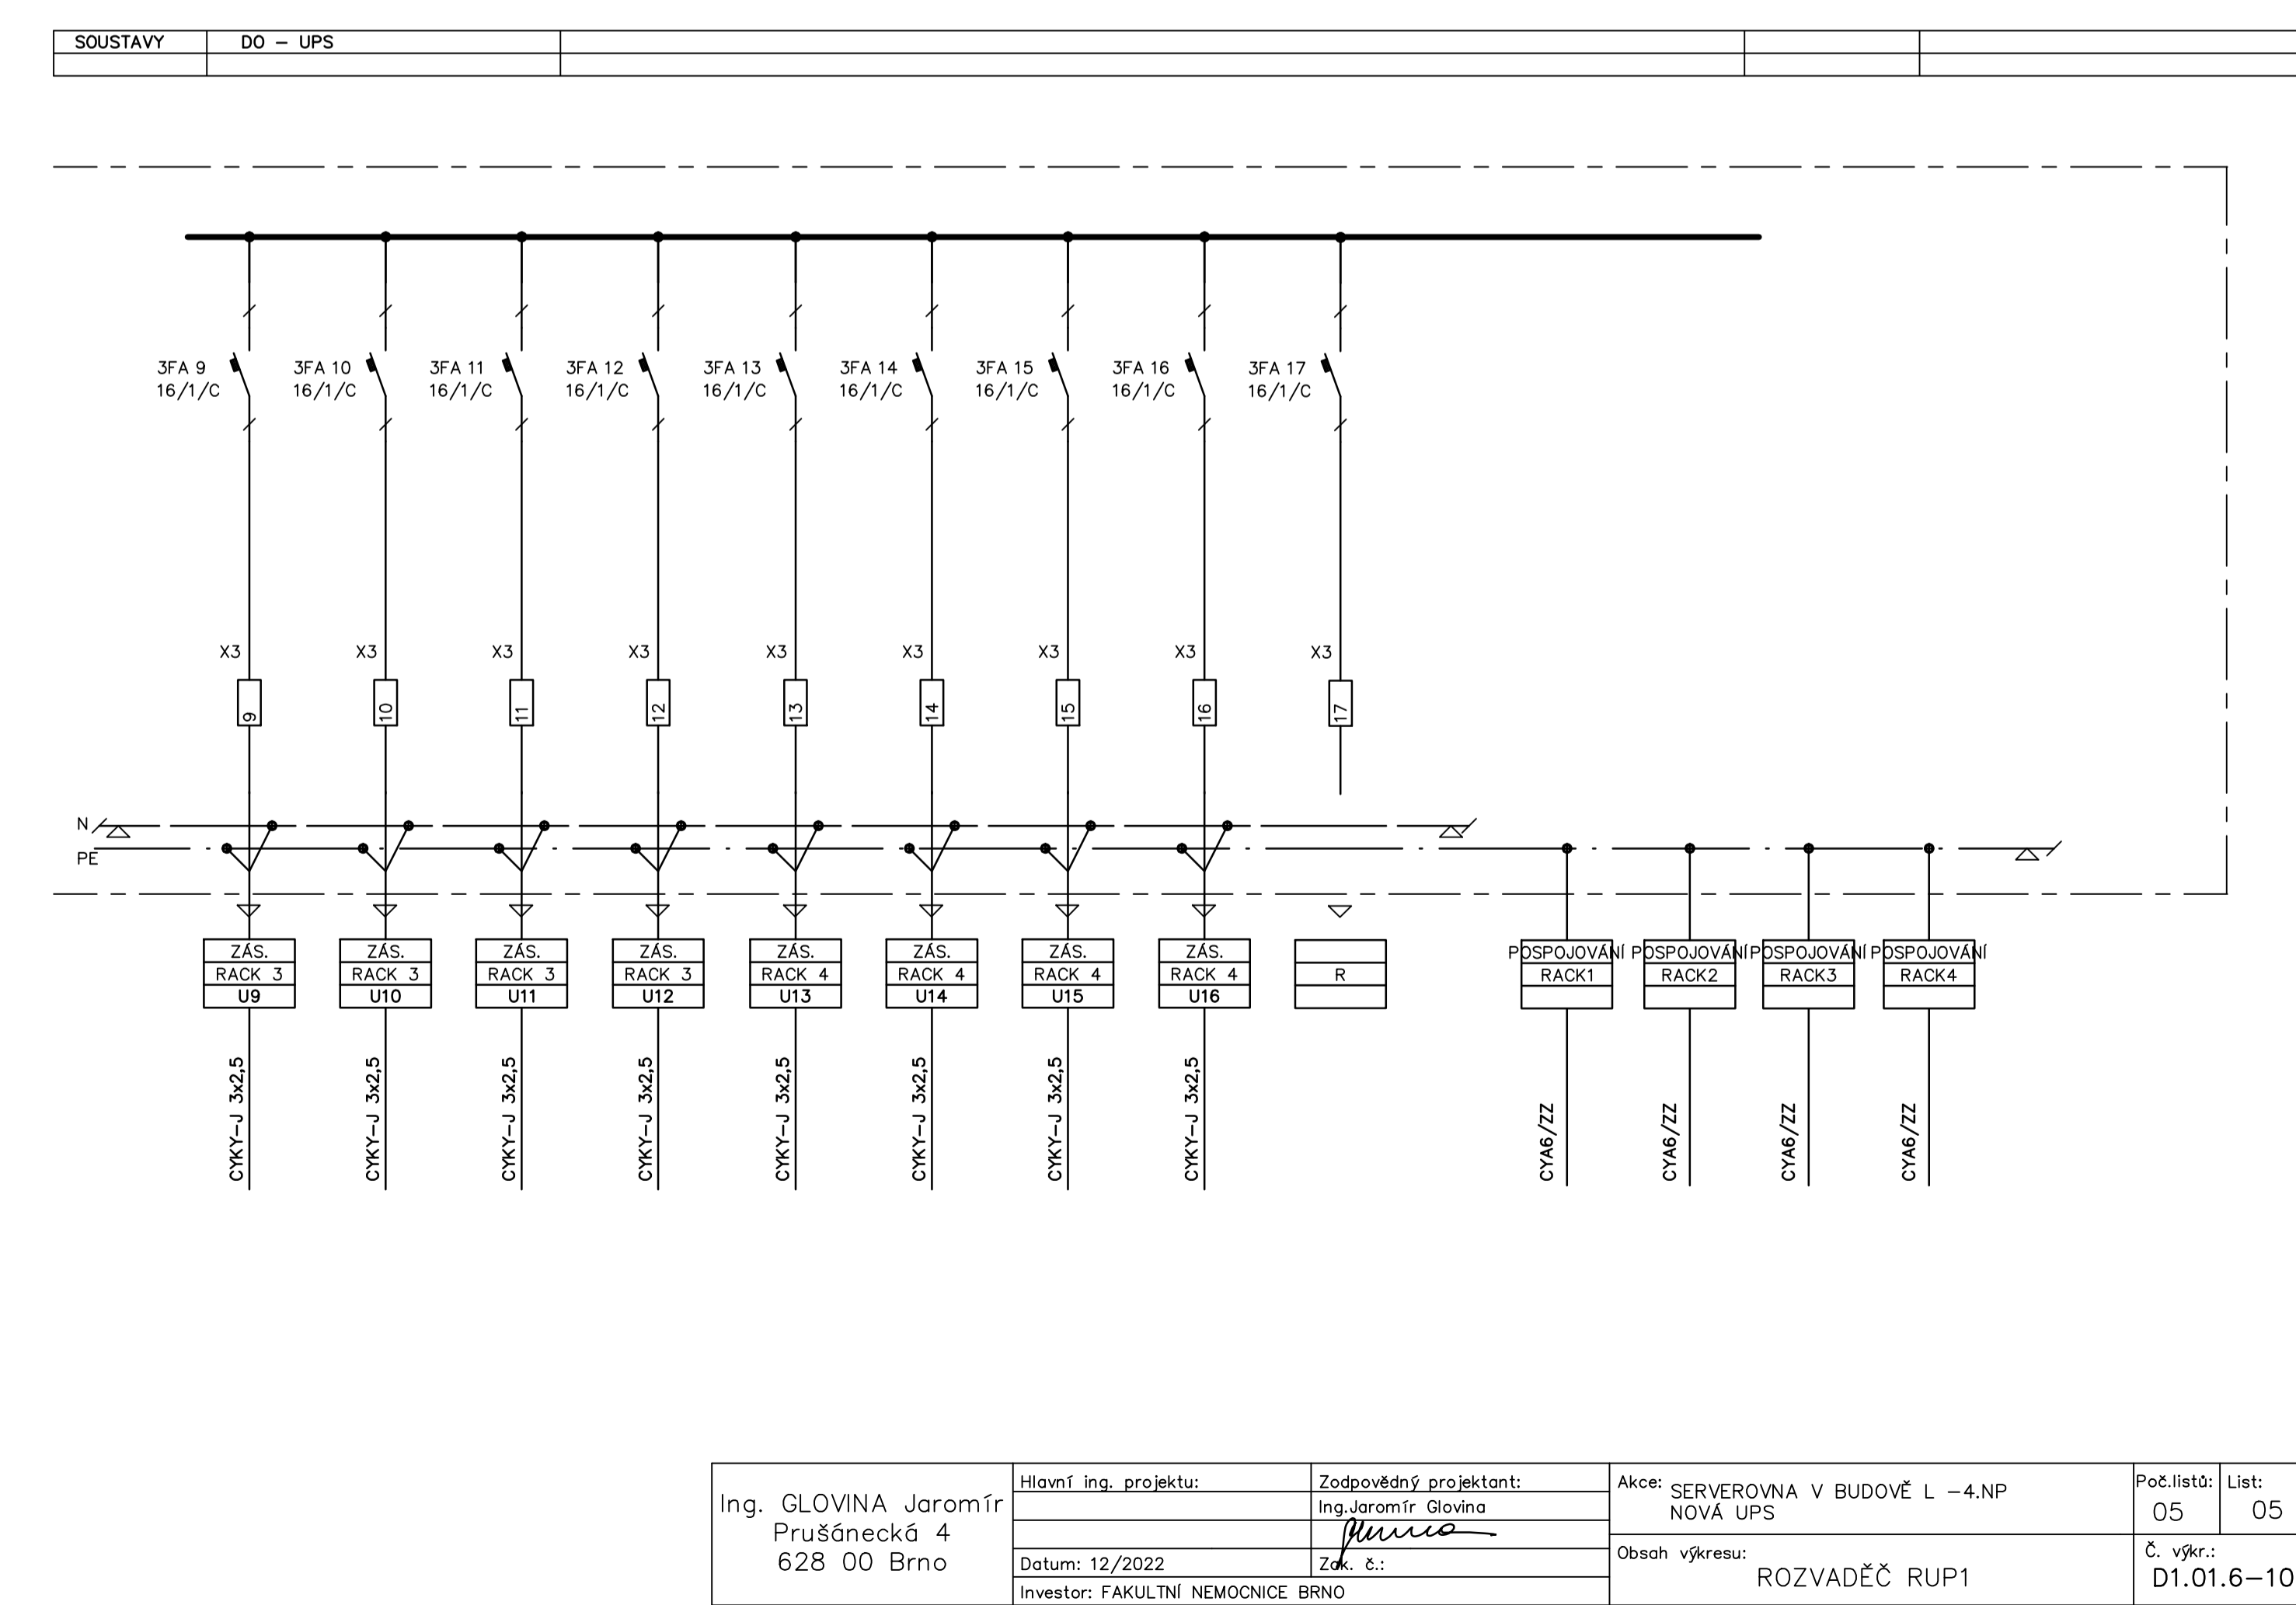 SOUSTAVY DO – UPS
3FA 9 3FA 10 3FA 11 3FA 12 3FA 13 3FA 14 3FA 15 3FA 16 3FA 17
16/1/C 16/1/C 16/1/C 16/1/C 16/1/C 16/1/C 16/1/C 16/1/C 16/1/C
X3 X3 X3 X3 X3 X3 X3 X3 X3
9 10 11 12 13 14 15 16 17
N
PE
ZÁS. ZÁS. ZÁS. ZÁS. ZÁS. ZÁS. ZÁS. ZÁS. POSPOJOVÁNÍ POSPOJOVÁNÍ POSPOJOVÁNÍ POSPOJOVÁNÍ
RACK 3 RACK 3 RACK 3 RACK 3 RACK 4 RACK 4 RACK 4 RACK 4 R RACK1 RACK2 RACK3 RACK4
U9 U10 U11 U12 U13 U14 U15 U16
CYKY–J 3x2,5 CYKY–J 3x2,5 CYKY–J 3x2,5 CYKY–J 3x2,5 CYKY–J 3x2,5 CYKY–J 3x2,5 CYKY–J 3x2,5 CYKY–J 3x2,5 CYA6/ZZ CYA6/ZZ CYA6/ZZ CYA6/ZZ
Ing. GLOVINA Jaromír
Prušánecká 4
628 00 Brno
Hlavní ing. projektu:
Zodpovědný projektant:
Ing.Jaromír Glovina
Datum: 12/2022
Zak. č.:
Investor: FAKULTNÍ NEMOCNICE BRNO
Akce: SERVEROVNA V BUDOVĚ L –4.NP
NOVÁ UPS
Obsah výkresu:
ROZVADĚČ RUP1
Poč.listů:
05
List:
05
Č. výkr.:
D1.01.6–10